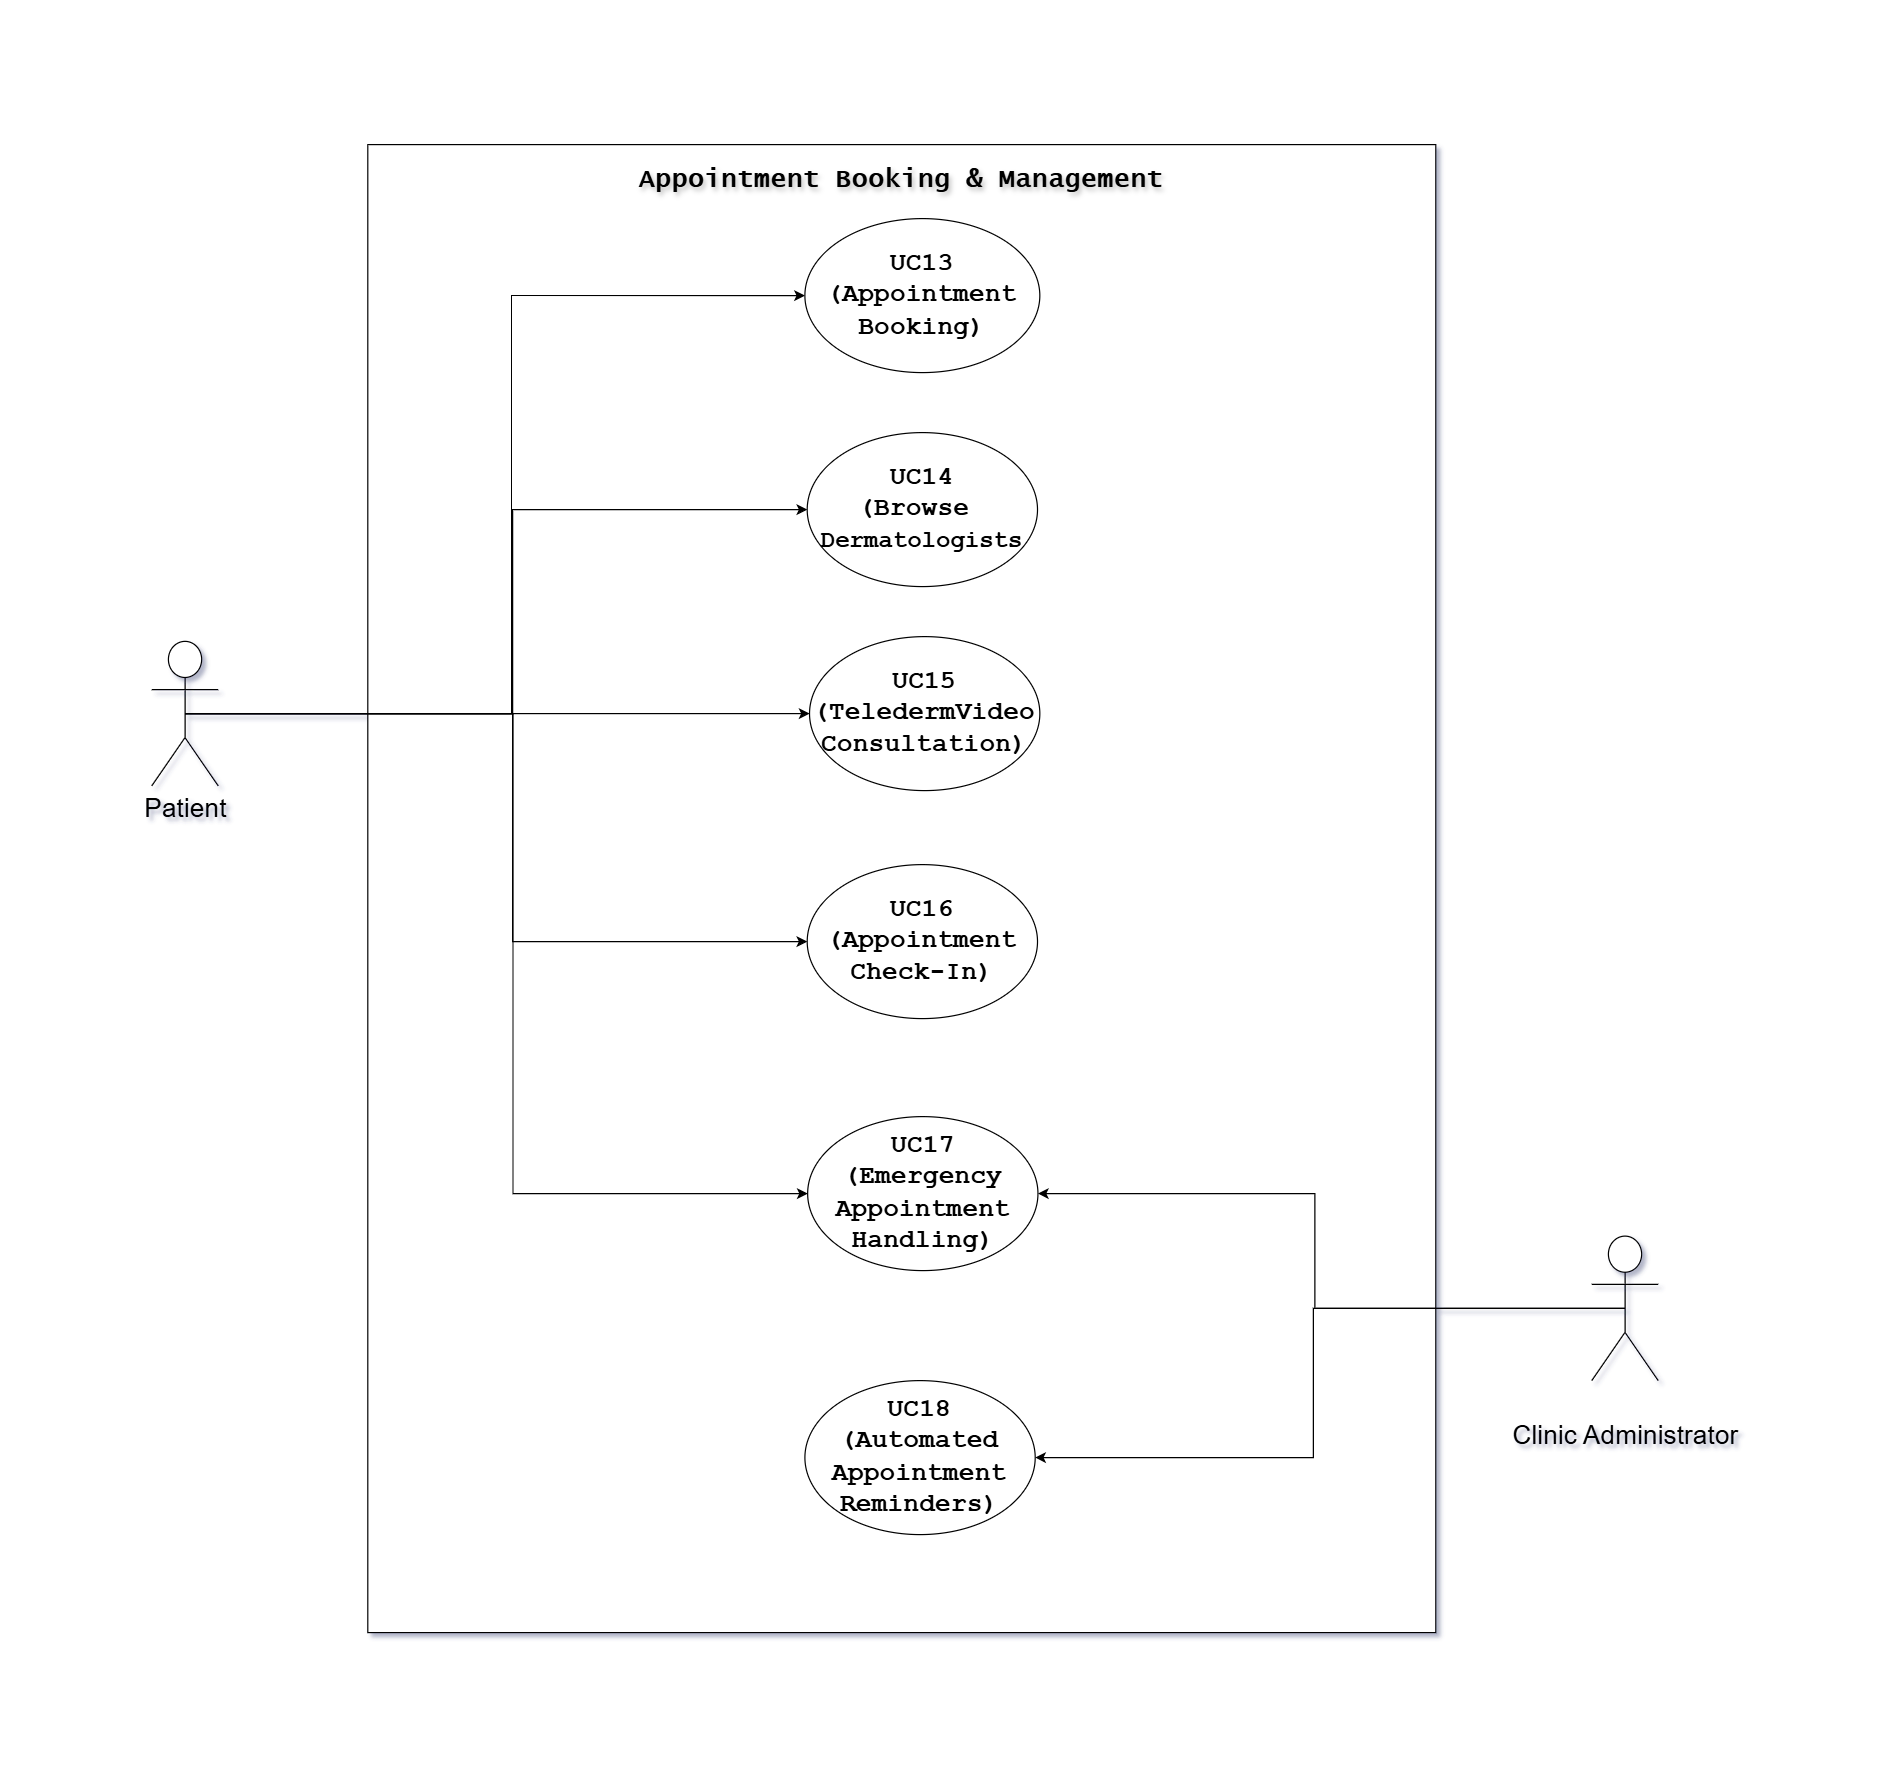 Appointment Booking & Management
UC13
(Appointment
Booking)
UC14
(Browse
Dermatologists
UC15
(TeledermVideo
Consultation)
Patient
UC16
(Appointment
Check-In)
UC17
(Emergency
Appointment
Handling)
UC18
(Automated
Appointment
Reminders)
Clinic Administrator